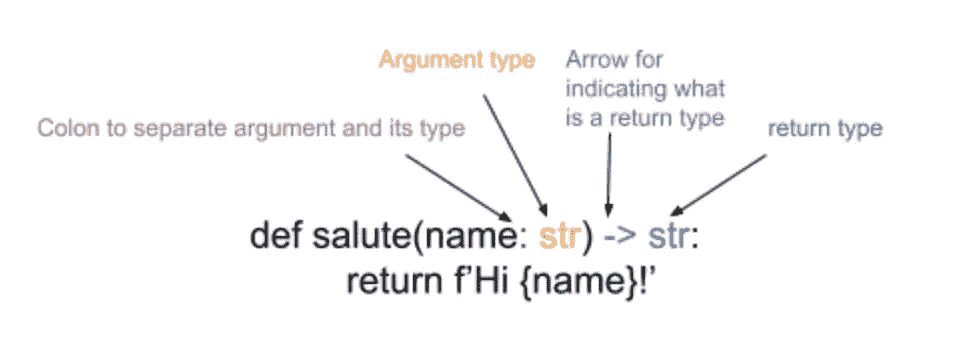 Argument type
Arrow for
indicating what
is a return type
Colon to separate argument and its type
return type
def salute(name: str) -> str:
return f’Hi {name}!’